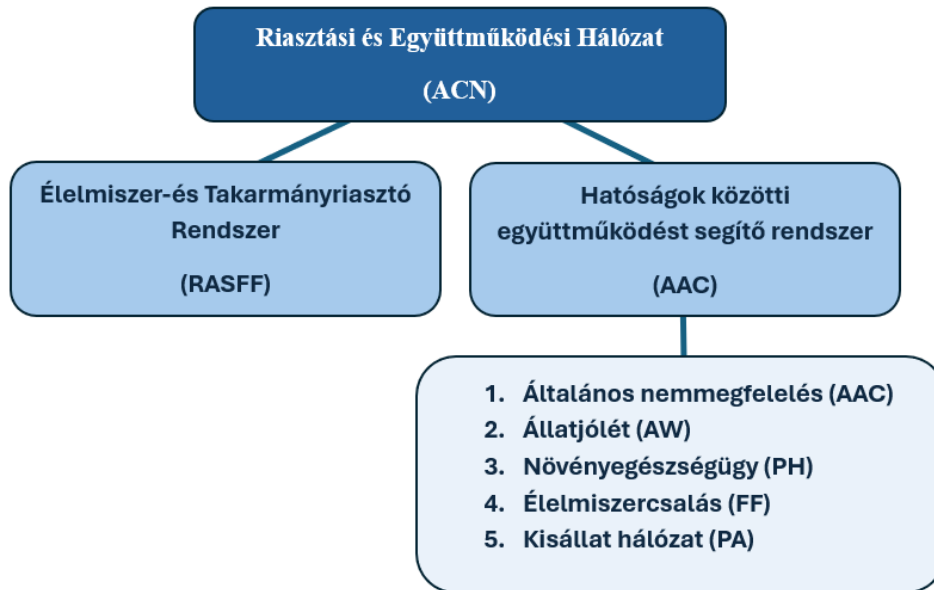 Riasztási és Együttműködési Hálózat
(ACN)
Élelmiszer-és Takarmányriasztó
Rendszer
(RASFF)
Hatóságok közötti
együttműködést segítő rendszer
(AAC)
1. Általános nemmegfelelés (AAC)
2. Állatjólét (AW)
3. Növényegészségügy (PH)
4. Élelmiszercsalás (FF)
5. Kisállat hálózat (PA)